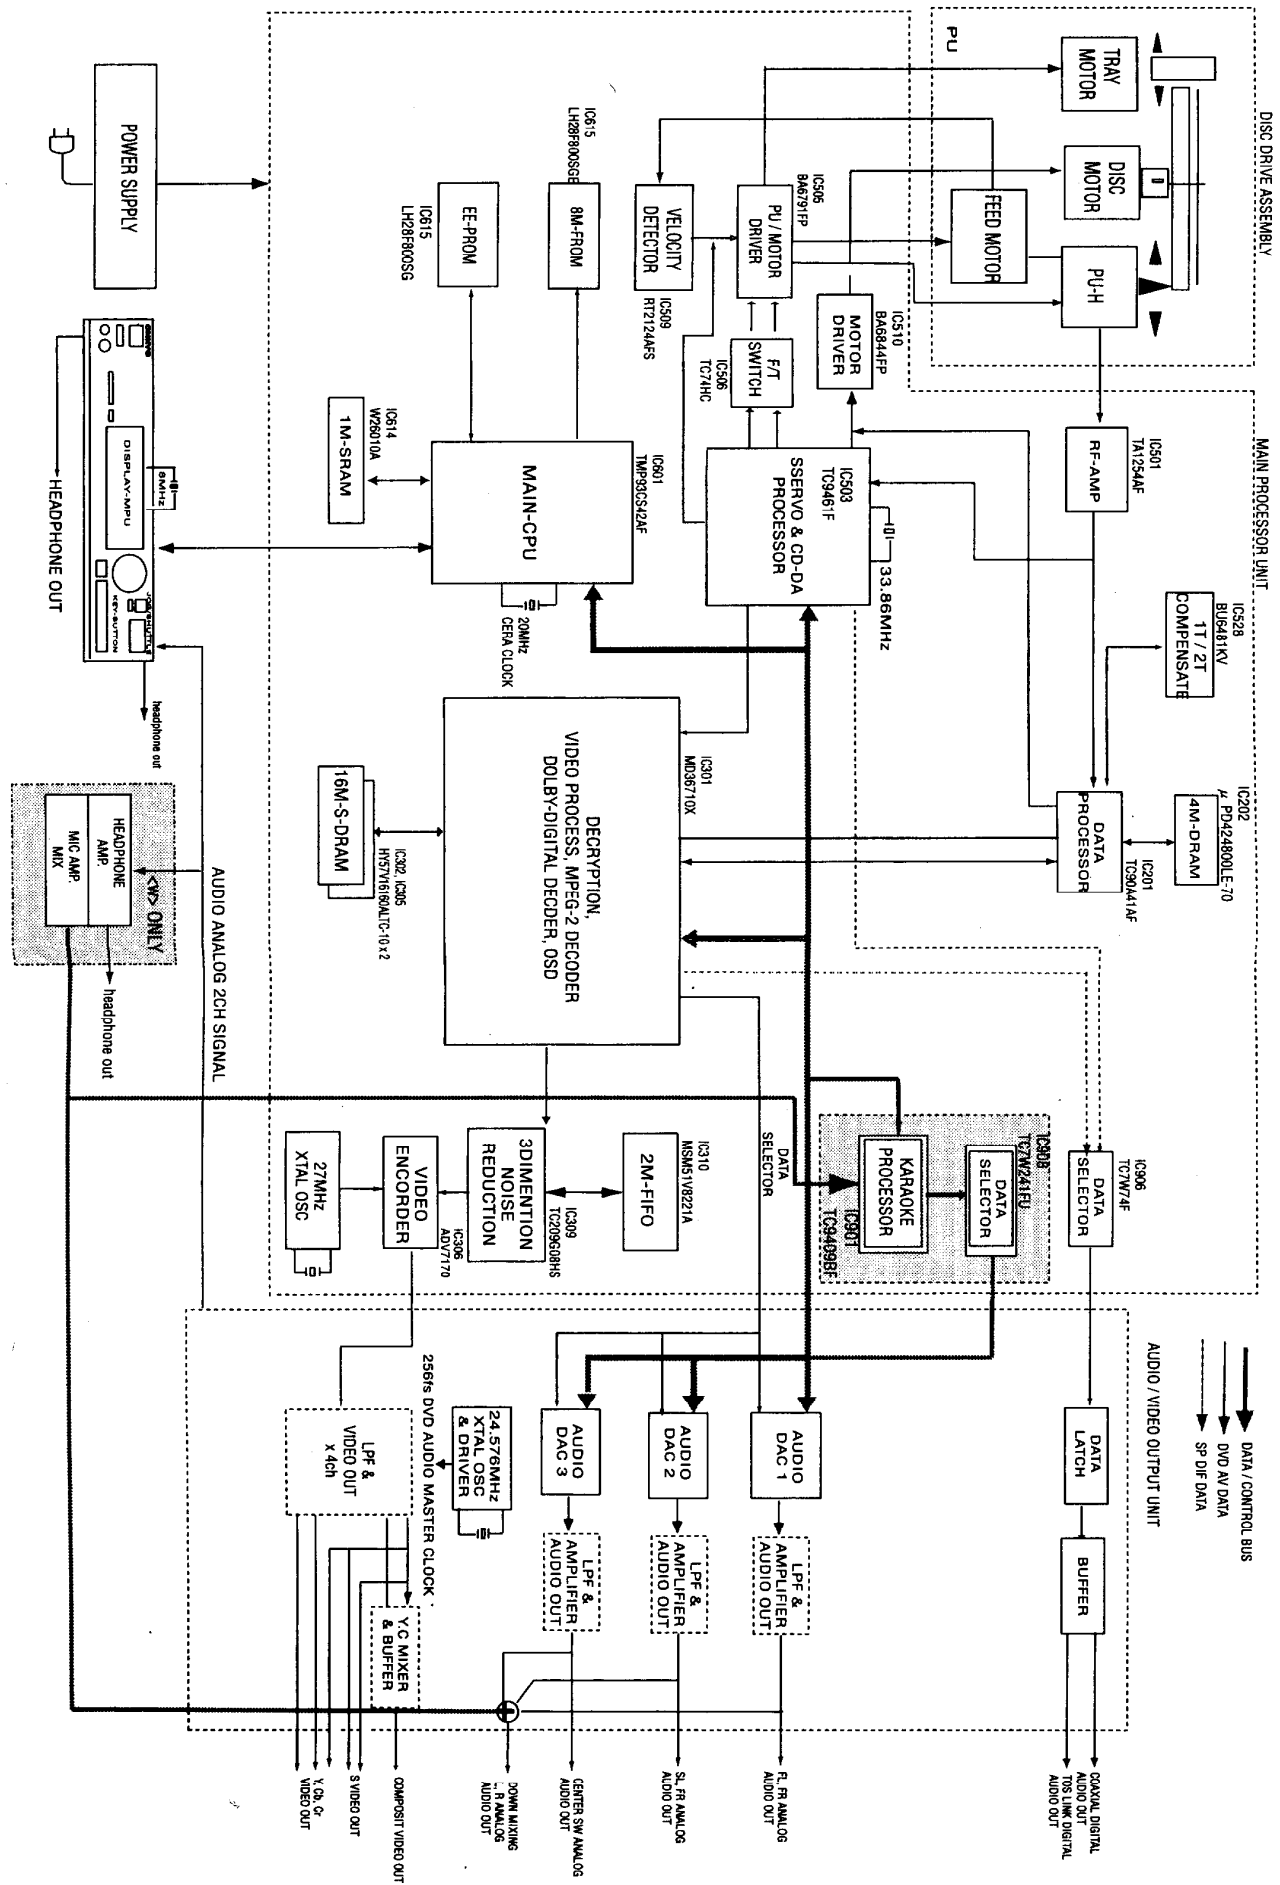 DISC DRIVE ASSEMBLY
PU
TRAY
MOTOR
DISC
MOTOR
FEED MOTOR
PU-H
MAIN PROCESSOR UNIT
IC501
TA1254AF
RF-AMP
IC528
BU6481KV
1T / 2T
COMPENSATE
IC202
μ PD424800LE-70
4M-DRAM
DATA
PROCESSOR
IC201
TC90A41AF
IC505
BA6791FP
PU / MOTOR
DRIVER
VELOCITY
DETECTOR
IC509
RT2124AFS
IC510
BA6844FP
MOTOR
DRIVER
F/T
SWITCH
IC506
TC74HC
IC503
TC9461F
SSERVO & CD-DA
PROCESSOR
33.86MHz
IC615
LH28F800SGE
8M-FROM
EE-PROM
IC615
LH28F800SG
IC601
TMP93CS42AF
MAIN-CPU
20MHz
CERA CLOCK
IC614
W26010A
1M-SRAM
IC301
MD36710X
DECRYPTION,
VIDEO PROCESS, MPEG-2 DECODER
DOLBY-DIGITAL DECDER, OSD
16M-S-DRAM
IC302, IC305
HY57V16160ALTC-10 x 2
POWER SUPPLY
SANYO
8MHz
DISPLAY-MPU
JOG/SHUTTLE
KEY-BUTTON
HEADPHONE OUT
headphone out
<W> ONLY
HEADPHONE
AMP.
MIC AMP.
MIX
headphone out
AUDIO ANALOG 2CH SIGNAL
IC906
TC7W74F
DATA
SELECTOR
IC908
TC7W241FU
DATA
SELECTOR
KARAOKE
PROCESSOR
IC901
TC9409BF
DATA
SELECTOR
IC310
MSM51V8221A
2M-FIFO
3DIMENTION
NOISE
REDUCTION
IC309
TC209G08HS
VIDEO
ENCORDER
IC306
ADV7170
27MHz
XTAL OSC
DATA / CONTROL BUS
DVD AV DATA
SP DIF DATA
AUDIO / VIDEO OUTPUT UNIT
DATA
LATCH
BUFFER
AUDIO
DAC 1
LPF &
AMPLIFIER
AUDIO OUT
AUDIO
DAC 2
LPF &
AMPLIFIER
AUDIO OUT
AUDIO
DAC 3
LPF &
AMPLIFIER
AUDIO OUT
24.576MHz
XTAL OSC
& DRIVER
256fs DVD AUDIO MASTER CLOCK
LPF &
VIDEO OUT
x 4ch
Y.C MIXER
& BUFFER
COAXIAL DIGITAL
AUDIO OUT
TOS LINK DIGITAL
AUDIO OUT
FL, FR ANALOG
AUDIO OUT
SL, FR ANALOG
AUDIO OUT
CENTER SW ANALOG
AUDIO OUT
DOWN MIXING
L, R ANALOG
AUDIO OUT
COMPOSIT VIDEO OUT
S VIDEO OUT
Y, Cb, Cr
VIDEO OUT